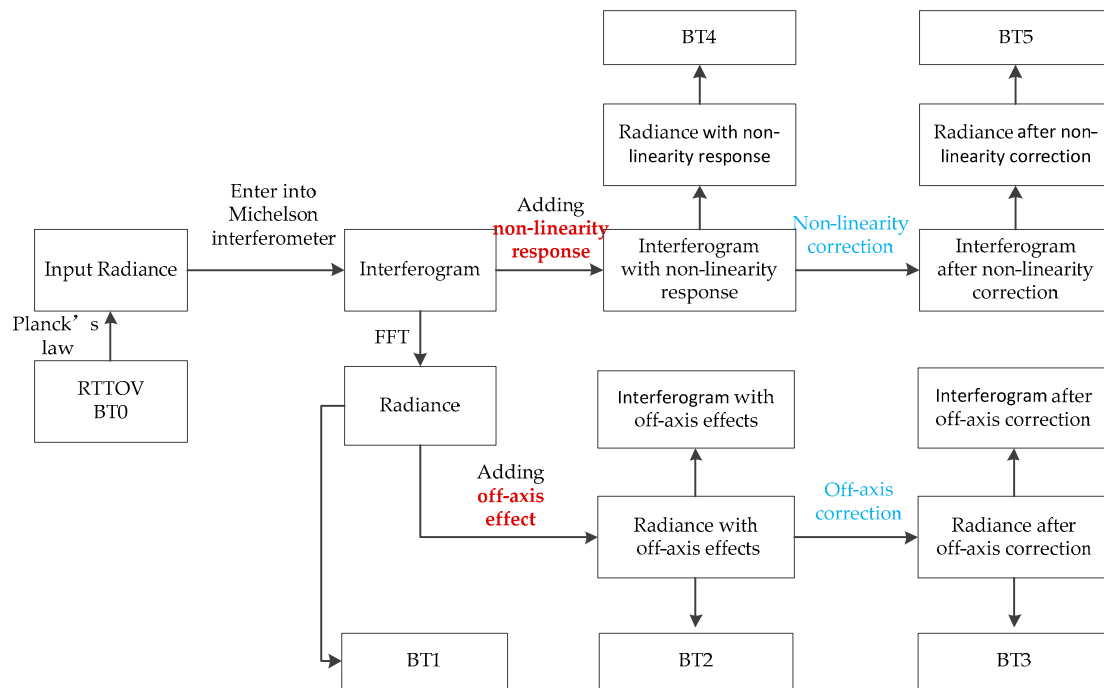 BT4
BT5
Radiance with non-
linearity response
Radiance after non-
linearity correction
Enter into
Michelson
interferometer
Adding
non-linearity
response
Non-linearity
correction
Input Radiance
Interferogram
Interferogram
with non-linearity
response
Interferogram
after non-linearity
correction
Planck's
law
FFT
RTTOV
BT0
Radiance
Interferogram with
off-axis effects
Interferogram after
off-axis correction
Adding
off-axis
effect
Off-axis
correction
Radiance with
off-axis effects
Radiance after
off-axis correction
BT1
BT2
BT3